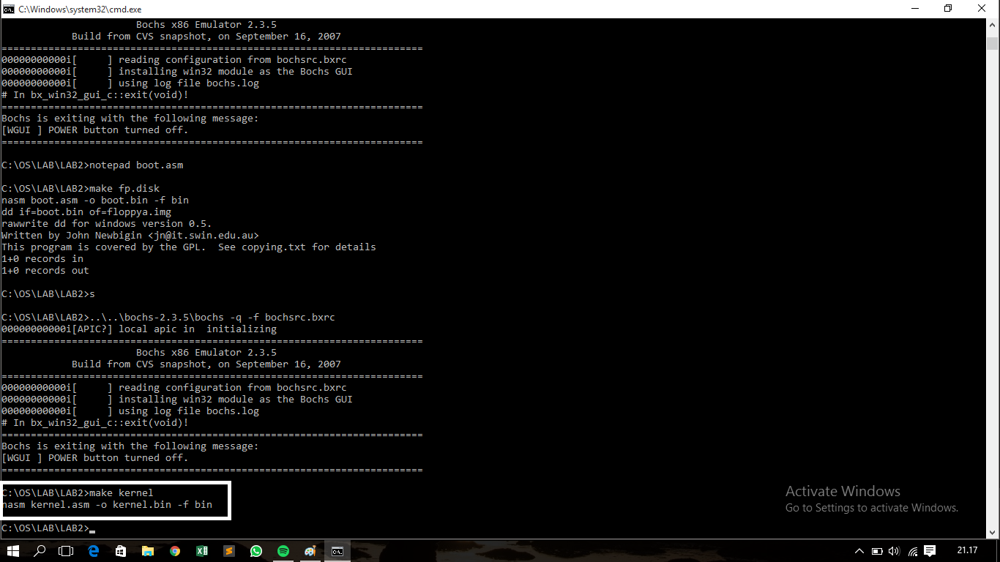 C:\Windows\system32\cmd.exe
Bochs x86 Emulator 2.3.5
Build from CVS snapshot, on September 16, 2007
========================================================================
00000000000i[     ] reading configuration from bochsrc.bxrc
00000000000i[     ] installing win32 module as the Bochs GUI
00000000000i[     ] using log file bochs.log
# In bx_win32_gui_c::exit(void)!
========================================================================
Bochs is exiting with the following message:
[WGUI ] POWER button turned off.
========================================================================
C:\OS\LAB\LAB2>notepad boot.asm
C:\OS\LAB\LAB2>make fp.disk
nasm boot.asm -o boot.bin -f bin
dd if=boot.bin of=floppya.img
rawwrite dd for windows version 0.5.
Written by John Newbigin <jn@it.swin.edu.au>
This program is covered by the GPL.  See copying.txt for details
1+0 records in
1+0 records out
C:\OS\LAB\LAB2>s
C:\OS\LAB\LAB2>..\..\bochs-2.3.5\bochs -q -f bochsrc.bxrc
00000000000i[APIC?] local apic in  initializing
========================================================================
Bochs x86 Emulator 2.3.5
Build from CVS snapshot, on September 16, 2007
========================================================================
00000000000i[     ] reading configuration from bochsrc.bxrc
00000000000i[     ] installing win32 module as the Bochs GUI
00000000000i[     ] using log file bochs.log
# In bx_win32_gui_c::exit(void)!
========================================================================
Bochs is exiting with the following message:
[WGUI ] POWER button turned off.
========================================================================
C:\OS\LAB\LAB2>make kernel
nasm kernel.asm -o kernel.bin -f bin
C:\OS\LAB\LAB2>
Activate Windows
Go to Settings to activate Windows.
21.17